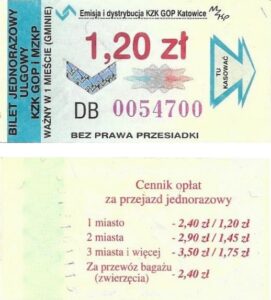 BILET JEDNORAZOWY
ULGOWY
KZK GOP i MZKP
WAŻNY W 1 MIEŚCIE (GMINIE)
Emisja i dystrybucja KZK GOP Katowice
MZKP
1,20 zł
TU KASOWAĆ
DB 0054700
BEZ PRAWA PRZESIADKI
Cennik opłat
za przejazd jednorazowy
1 miasto - 2,40 zł / 1,20 zł
2 miasta - 2,90 zł / 1,45 zł
3 miasta i więcej - 3,50 zł / 1,75 zł
Za przewóz bagażu
(zwierzęcia) - 2,40 zł